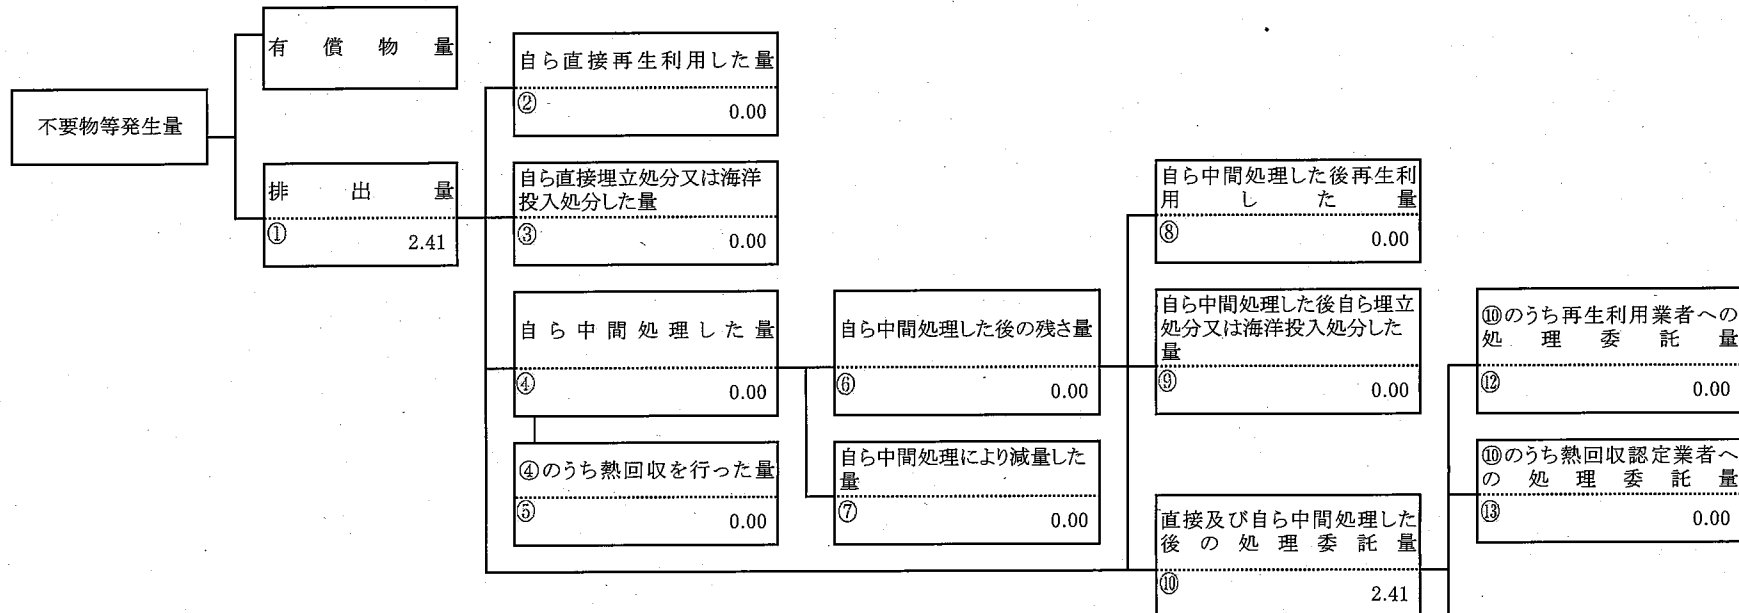 不要物等発生量
有償物量
排出量
①
2.41
自ら直接再生利用した量
②
0.00
自ら直接埋立処分又は海洋
投入処分した量
③
0.00
自ら中間処理した量
④
0.00
④のうち熱回収を行った量
⑤
0.00
自ら中間処理した後の残さ量
⑥
0.00
自ら中間処理により減量した
量
⑦
0.00
自ら中間処理した後再生利
用した量
⑧
0.00
自ら中間処理した後自ら埋立
処分又は海洋投入処分した
量
⑨
0.00
直接及び自ら中間処理した
後の処理委託量
⑩
2.41
⑩のうち再生利用業者への
処理委託量
⑫
0.00
⑩のうち熱回収認定業者へ
の処理委託量
⑬
0.00